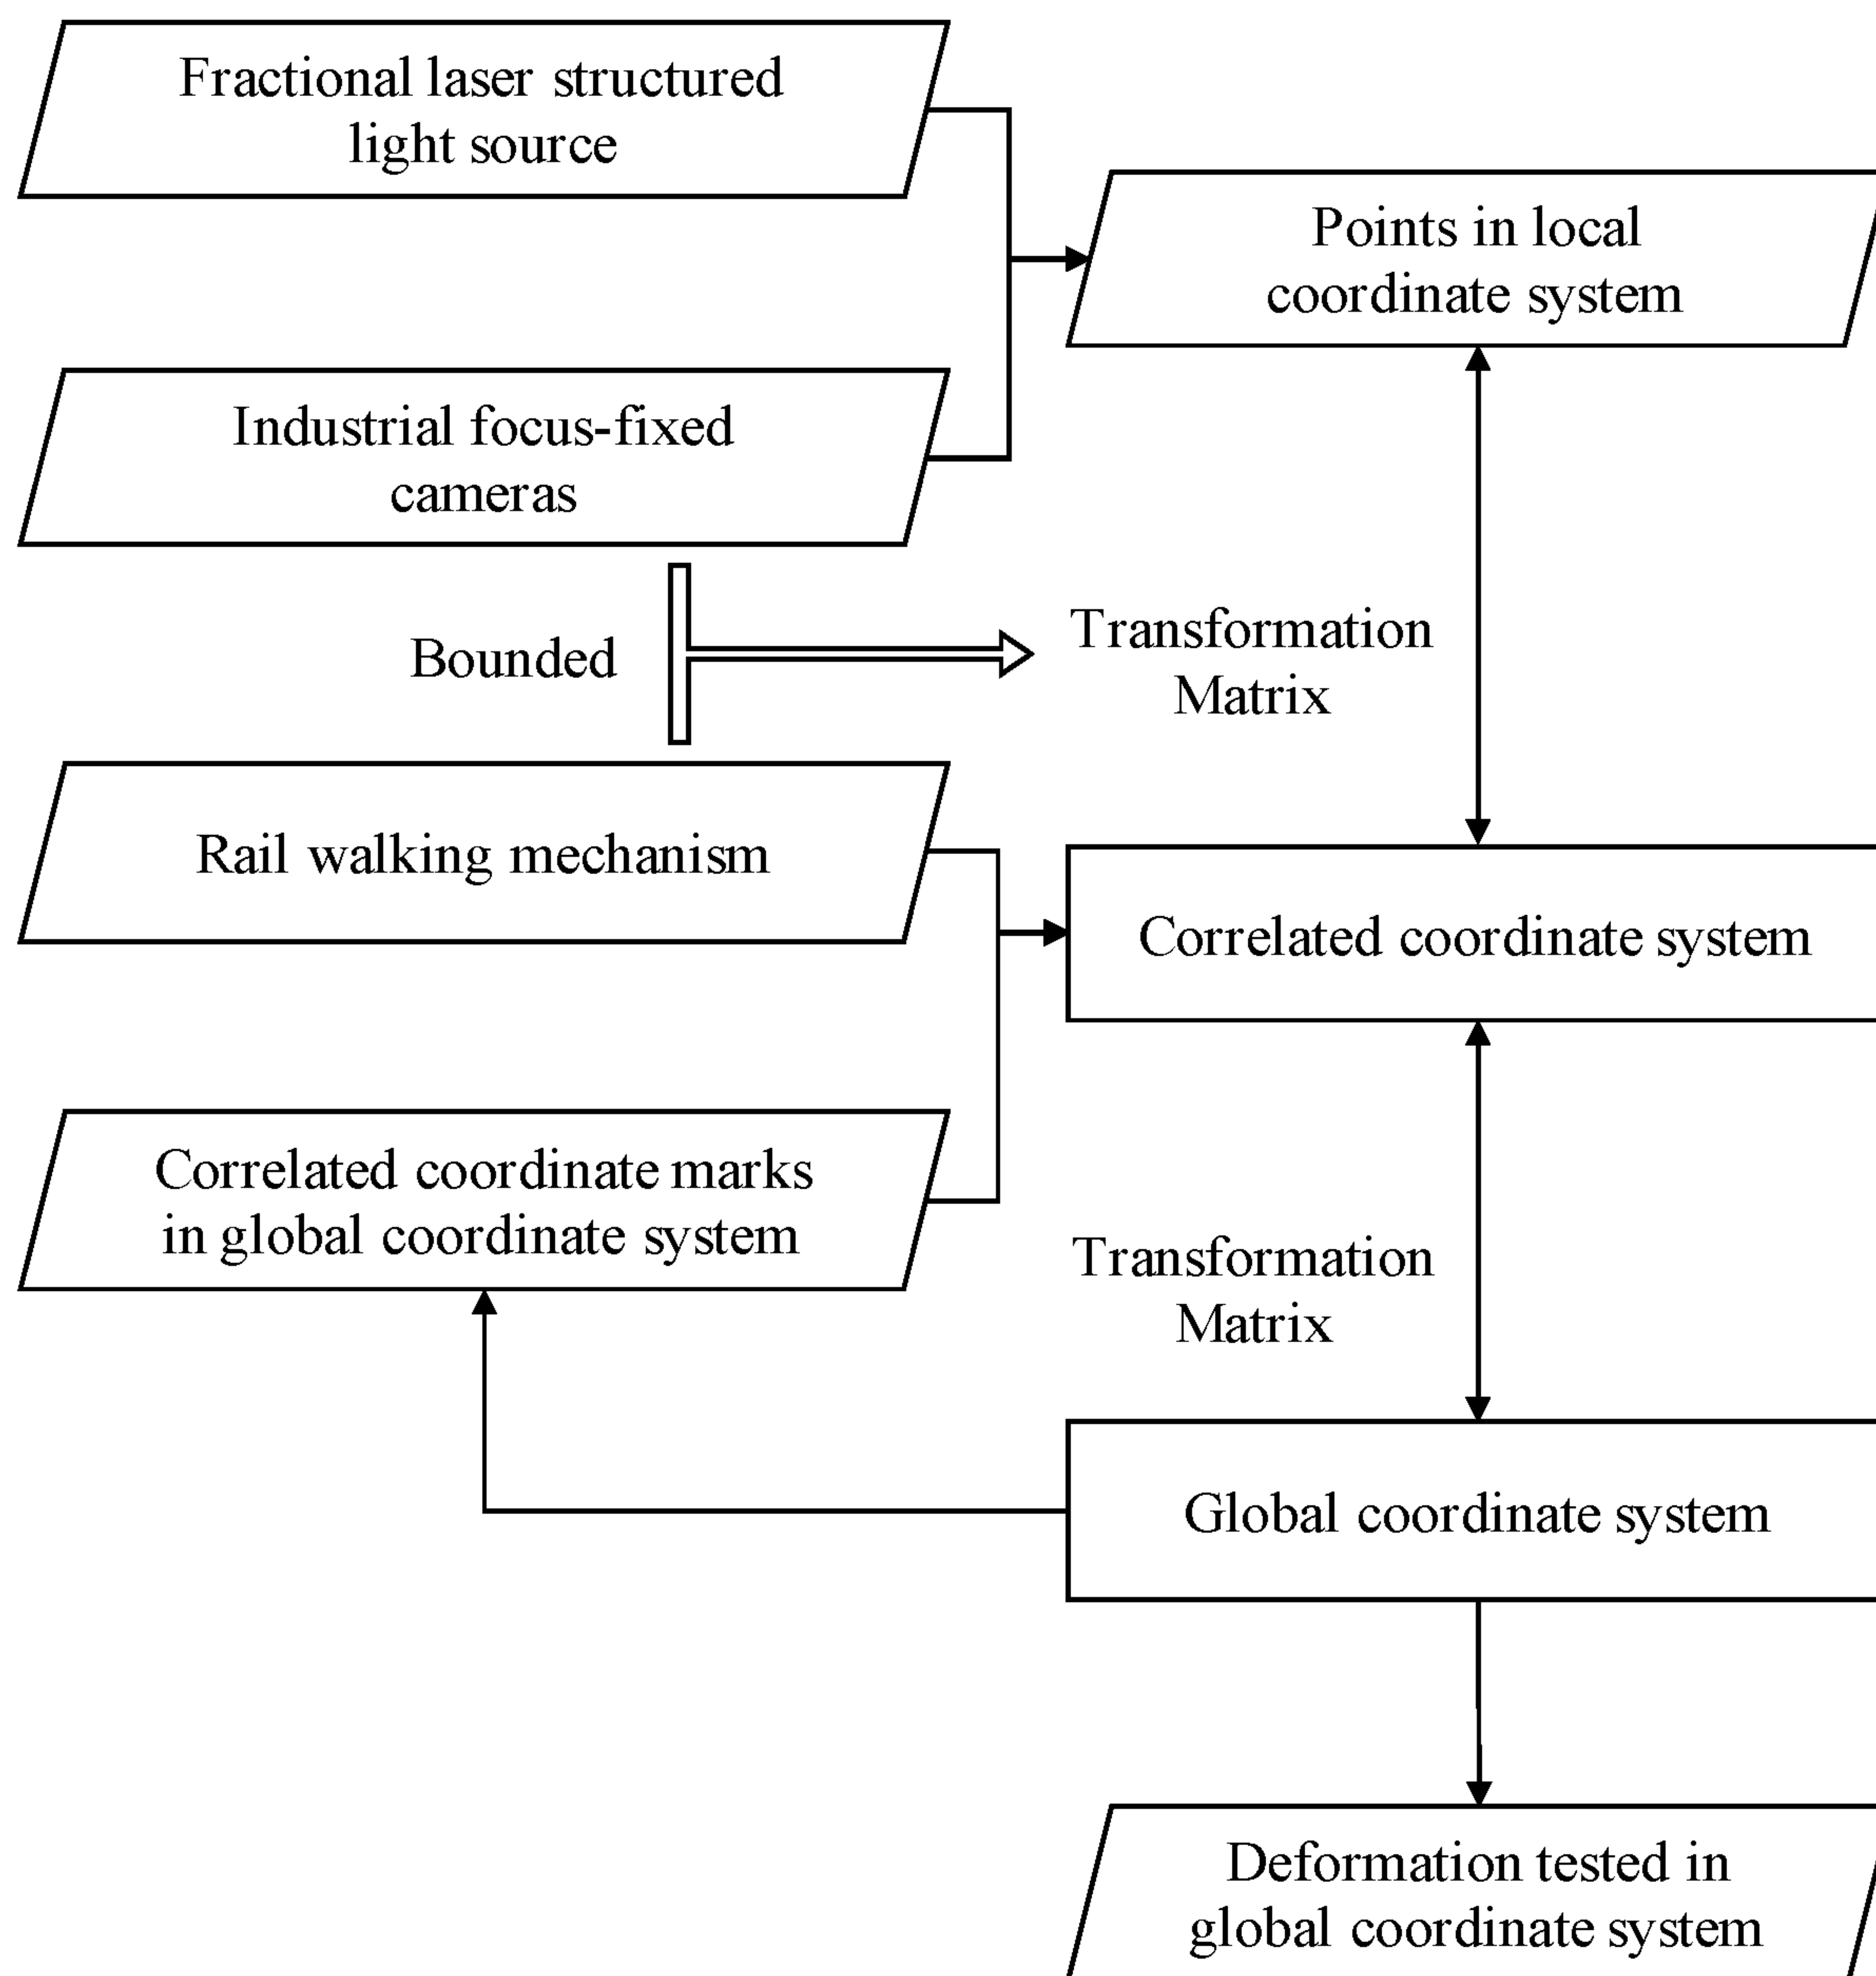 Fractional laser structured
light source
Points in local
coordinate system
Industrial focus-fixed
cameras
Bounded
Transformation
Matrix
Rail walking mechanism
Correlated coordinate system
Correlated coordinate marks
in global coordinate system
Transformation
Matrix
Global coordinate system
Deformation tested in
global coordinate system